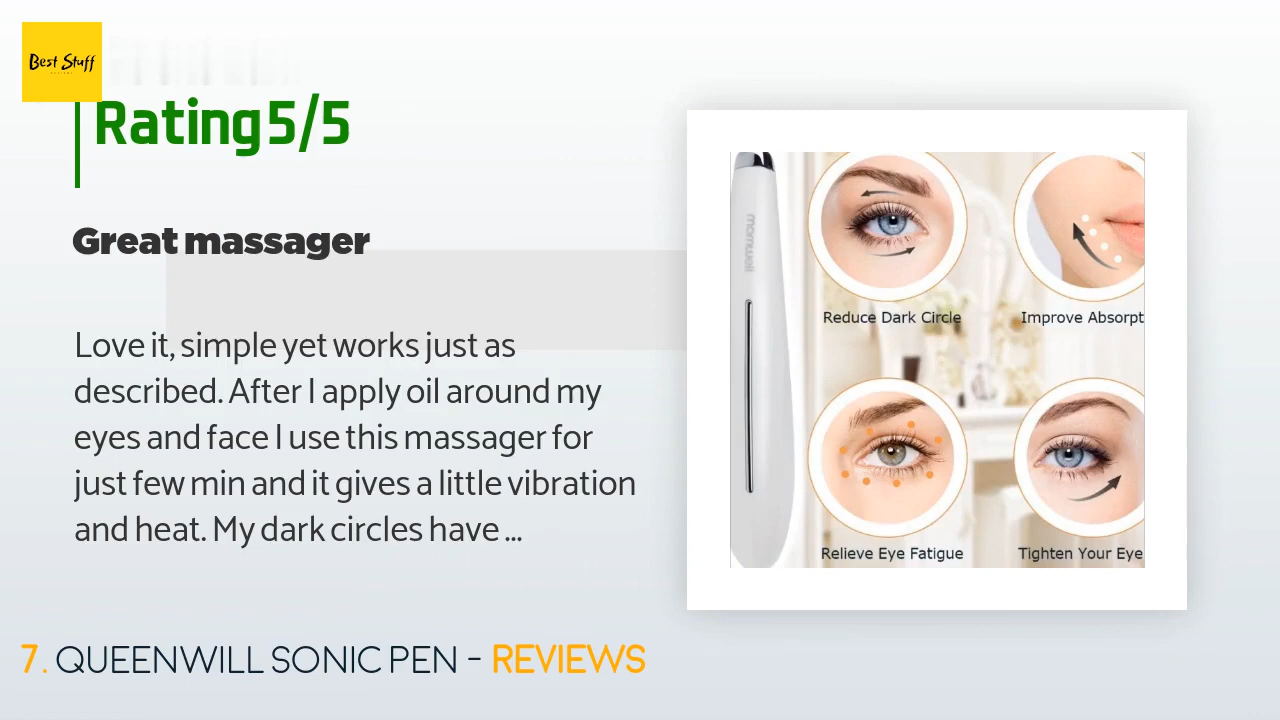 Best Stuff
Rating 5/5
Great massager
Love it, simple yet works just as
described. After I apply oil around my
eyes and face I use this massager for
just few min and it gives a little vibration
and heat. My dark circles have ...
Reduce Dark Circle
Improve Absorpt
Relieve Eye Fatigue
Tighten Your Eye
7. QUEENWILL SONIC PEN - REVIEWS